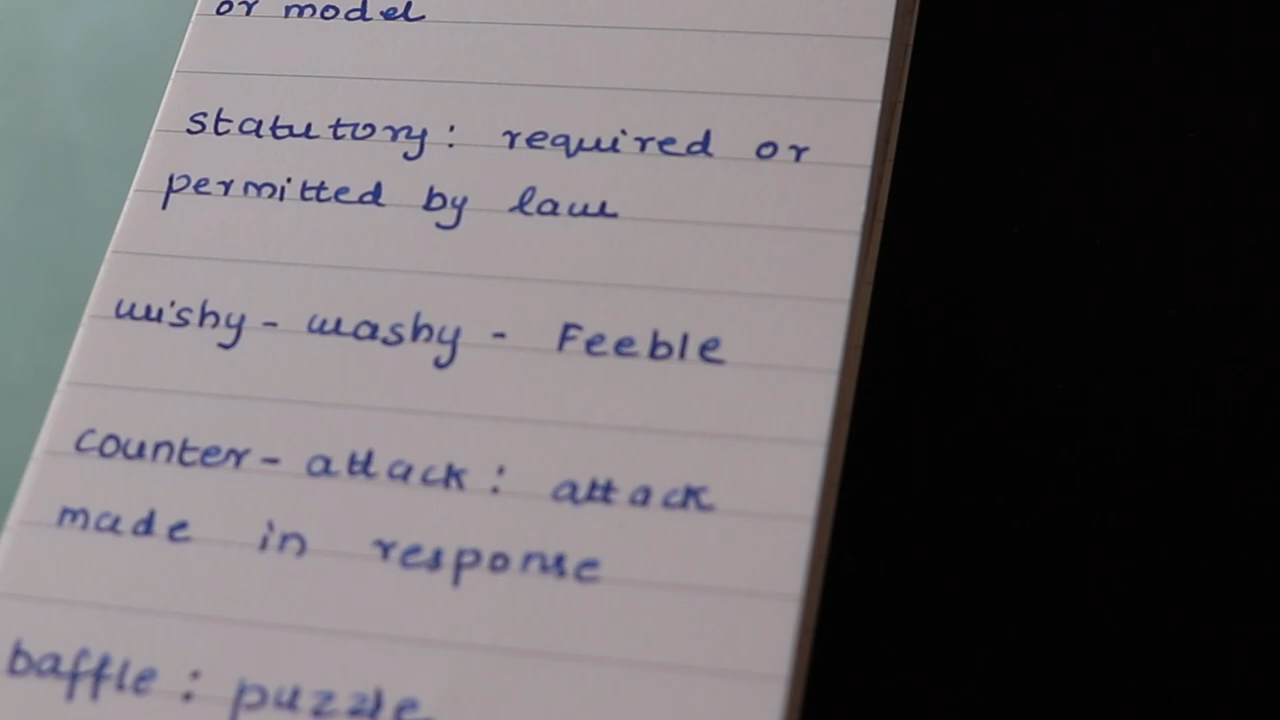 or model
statutory: required or
permitted by law
wishy - washy - Feeble
counter - attack : attack
made in response
baffle : puzzle